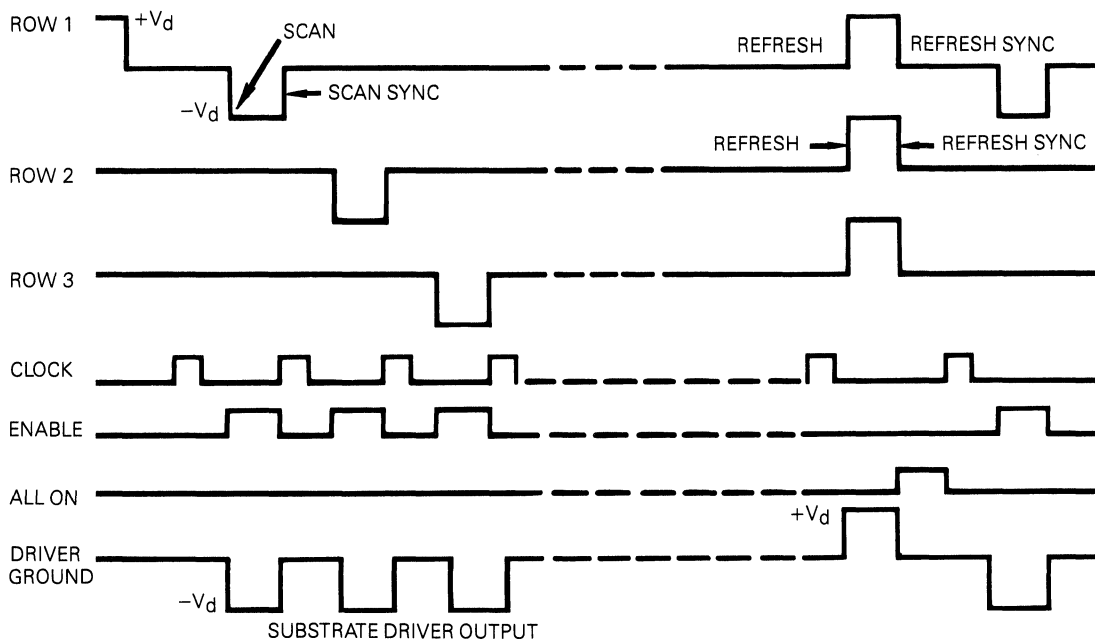 ROW 1
+Vd
SCAN
REFRESH
REFRESH SYNC
SCAN SYNC
−Vd
REFRESH
REFRESH SYNC
ROW 2
ROW 3
CLOCK
ENABLE
ALL ON
+Vd
DRIVER
GROUND
−Vd
SUBSTRATE DRIVER OUTPUT